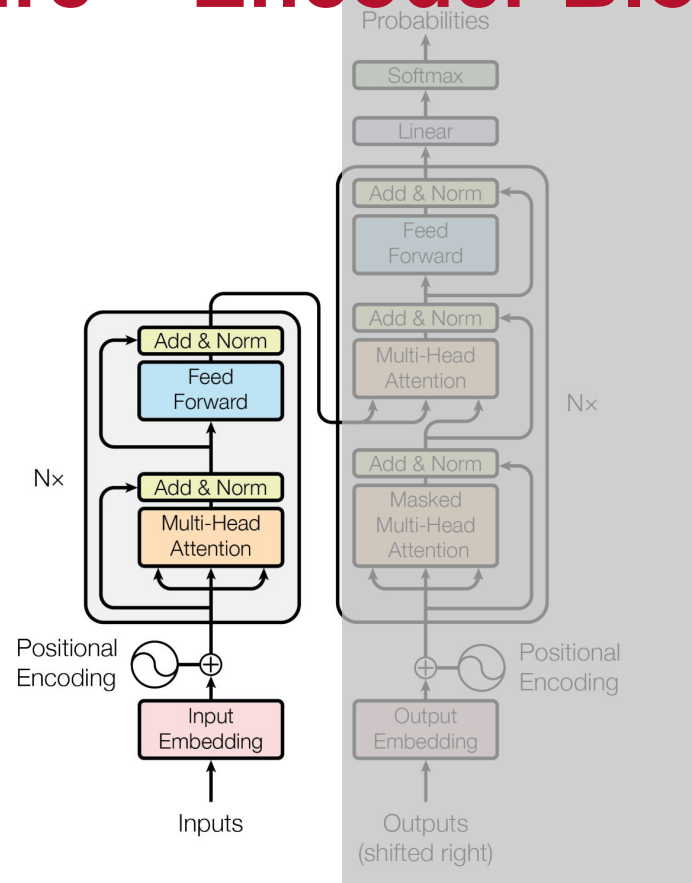 Encoder
Probabilities
Softmax
Linear
Add & Norm
Feed
Forward
Add & Norm
Multi-Head
Attention
Nx
Add & Norm
Masked
Multi-Head
Attention
Positional
Encoding
Output
Embedding
Outputs
(shifted right)
Add & Norm
Feed
Forward
Nx
Add & Norm
Multi-Head
Attention
Positional
Encoding
Input
Embedding
Inputs